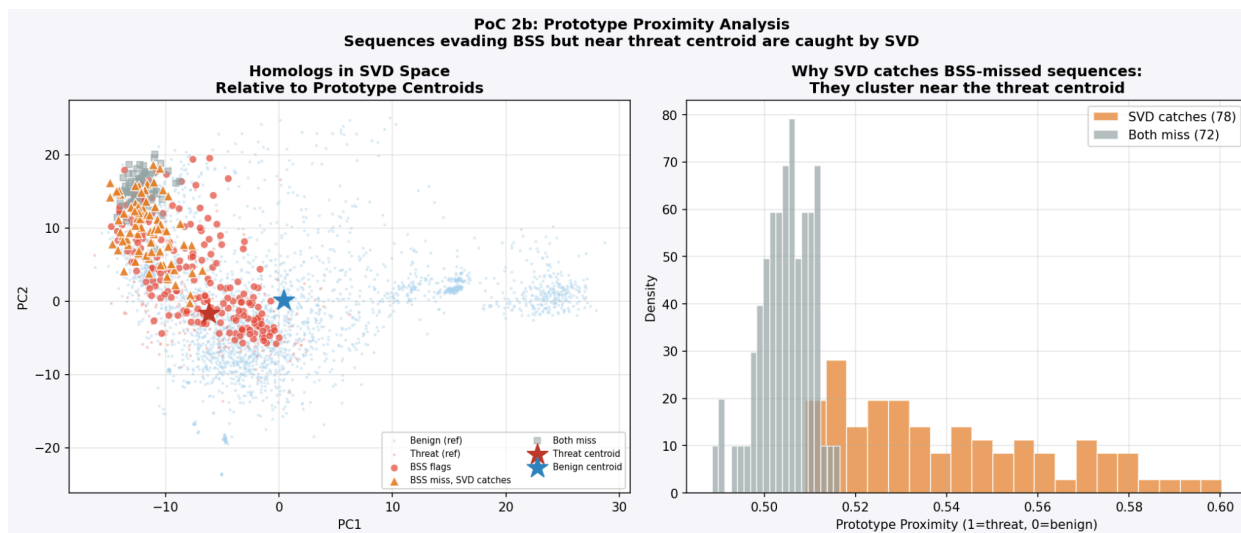 PoC 2b: Prototype Proximity Analysis
Sequences evading BSS but near threat centroid are caught by SVD
Homologs in SVD Space
Relative to Prototype Centroids
20
10
0
−10
−20
PC2
−10
0
10
20
30
PC1
Benign (ref)
Threat (ref)
BSS flags
BSS miss, SVD catches
Both miss
Threat centroid
Benign centroid
Why SVD catches BSS-missed sequences:
They cluster near the threat centroid
SVD catches (78)
Both miss (72)
80
70
60
50
40
30
20
10
0
Density
0.50
0.52
0.54
0.56
0.58
0.60
Prototype Proximity (1=threat, 0=benign)